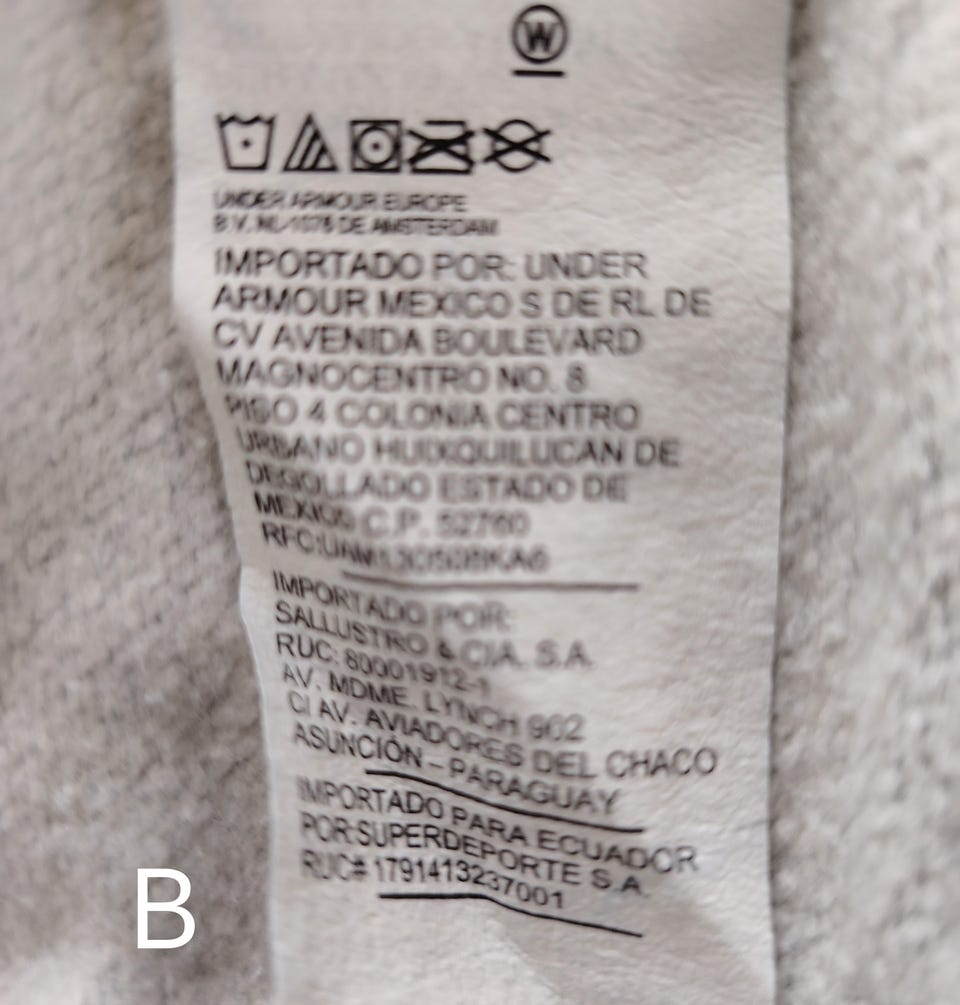 W
UNDER ARMOUR EUROPE
B.V. NL-1076 DE AMSTERDAM
IMPORTADO POR: UNDER
ARMOUR MEXICO S DE RL DE
CV AVENIDA BOULEVARD
MAGNOCENTRO NO. 8
PISO 4 COLONIA CENTRO
URBANO HUIXQUILUCAN DE
DEGOLLADO ESTADO DE
MEXICO C.P. 52760
IMPORTADO POR:
SALLUSTRO & CIA. S.A.
RUC: 80001912-1
AV. MDME. LYNCH 902
C/ AV. AVIADORES DEL CHACO
ASUNCIÓN – PARAGUAY
IMPORTADO PARA ECUADOR
POR:SUPERDEPORTE S.A.
RUC# 1791413237001
B